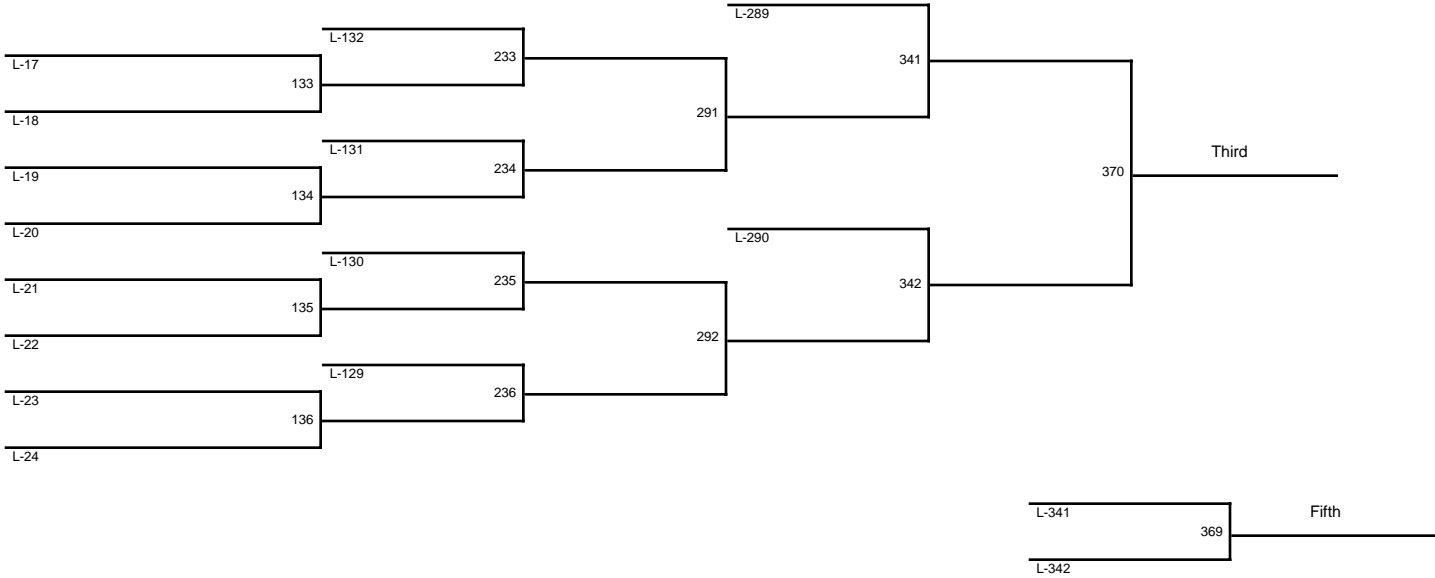 L-289
L-132
233
341
L-17
133
291
L-18
L-131
Third
234
370
L-19
134
L-20
L-290
L-130
235
342
L-21
135
292
L-22
L-129
236
L-23
136
L-24
L-341
Fifth
369
L-342